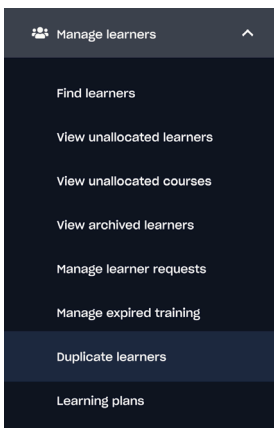 Manage learners
Find learners
View unallocated learners
View unallocated courses
View archived learners
Manage learner requests
Manage expired training
Duplicate learners
Learning plans